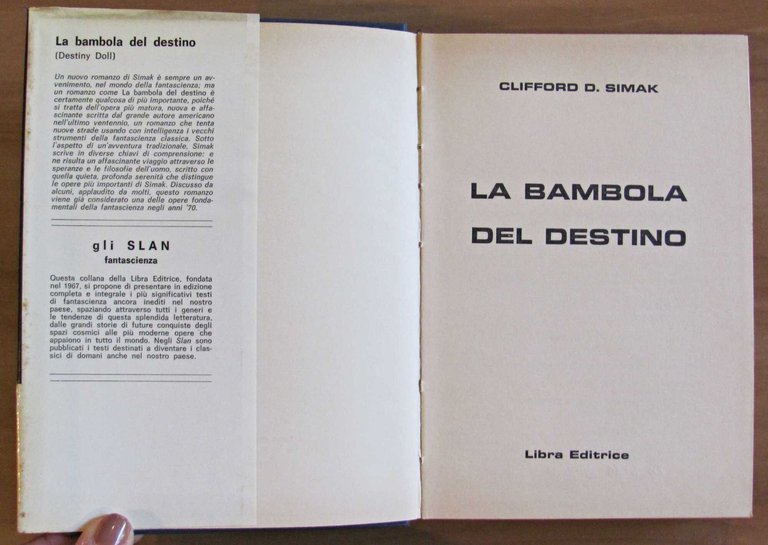 La bambola del destino
(Destiny Doll)
Un nuovo romanzo di Simak è sempre un av-
venimento, nel mondo della fantascienza; ma
un romanzo come La bambola del destino è
certamente qualcosa di più importante, poiché
si tratta dell'opera più matura, nuova e affa-
scinante scritta dal grande autore americano
nell'ultimo ventennio, un romanzo che tenta
nuove strade usando con intelligenza i vecchi
strumenti della fantascienza classica. Sotto
l'aspetto di un'avventura tradizionale, Simak
scrive in diverse chiavi di comprensione: e
ne risulta un affascinante viaggio attraverso le
speranze e le filosofie dell'uomo, scritto con
quella quieta, profonda serenità che distingue
le opere più importanti di Simak. Discusso da
alcuni, applaudito da molti, questo romanzo
viene già considerato una delle opere fonda-
mentali della fantascienza negli anni '70.
gli SLAN
fantascienza
Questa collana della Libra Editrice, fondata
nel 1967, si propone di presentare in edizione
completa e integrale i più significativi testi
di fantascienza ancora inediti nel nostro
paese, spaziando attraverso tutti i generi e
le tendenze di questa splendida letteratura,
dalle grandi storie di future conquiste degli
spazi cosmici alle più moderne opere che
appaiono in tutto il mondo. Negli Slan sono
pubblicati i testi destinati a diventare i clas-
sici di domani anche nel nostro paese.
CLIFFORD D. SIMAK
LA BAMBOLA
DEL DESTINO
Libra Editrice